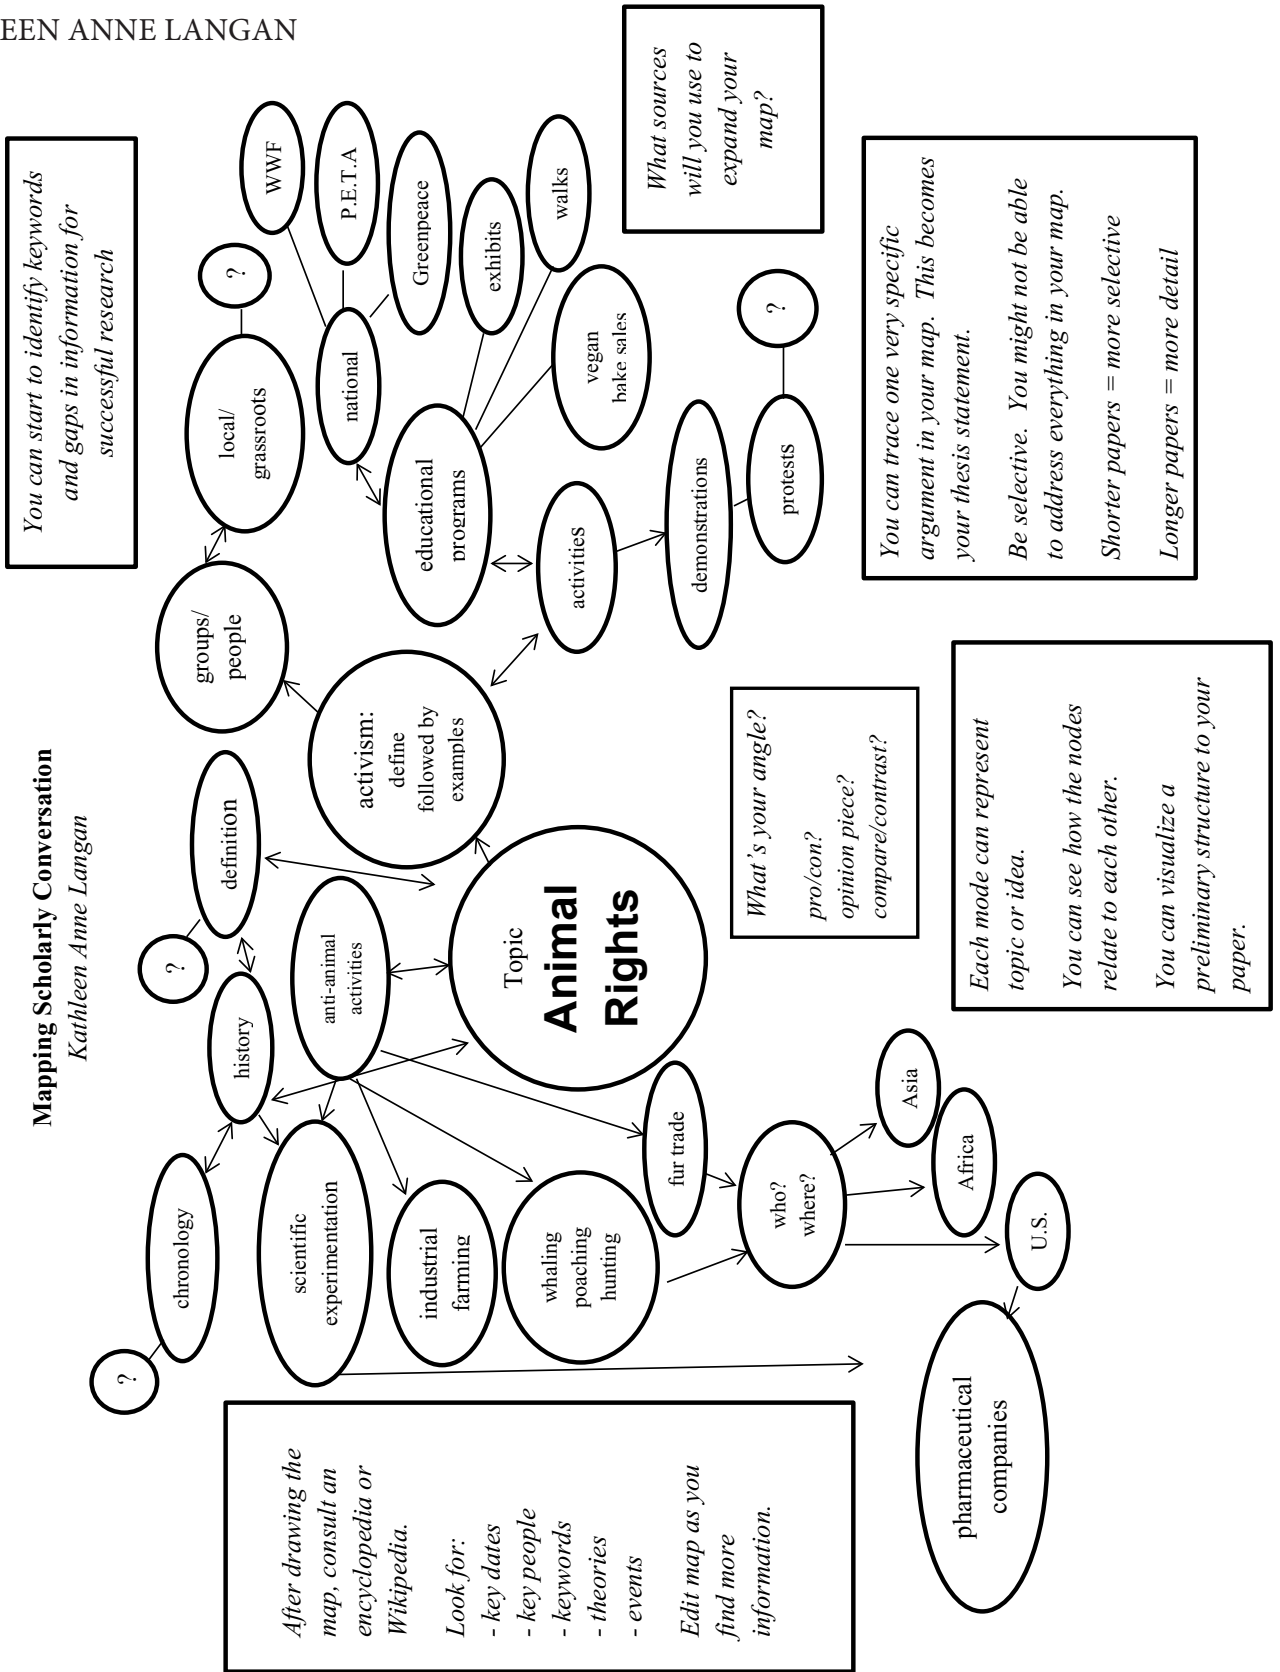 EEN ANNE LANGAN
Mapping Scholarly Conversation
Kathleen Anne Langan
You can start to identify keywords
and gaps in information for
successful research
?
chronology
history
?
definition
groups/
people
local/
grassroots
?
WWF
P.E.T.A
Greenpeace
national
exhibits
walks
vegan
bake sales
educational
programs
activities
demonstrations
protests
?
activism:
define
followed by
examples
anti-animal
activities
scientific
experimentation
industrial
farming
whaling
poaching
hunting
fur trade
Topic
Animal
Rights
who?
where?
Asia
Africa
U.S.
pharmaceutical
companies
What sources
will you use to
expand your
map?
After drawing the
map, consult an
encyclopedia or
Wikipedia.
Look for:
- key dates
- key people
- keywords
- theories
- events
Edit map as you
find more
information.
What's your angle?
pro/con?
opinion piece?
compare/contrast?
Each mode can represent
topic or idea.
You can see how the nodes
relate to each other.
You can visualize a
preliminary structure to your
paper.
You can trace one very specific
argument in your map.  This becomes
your thesis statement.
Be selective.  You might not be able
to address everything in your map.
Shorter papers = more selective
Longer papers = more detail